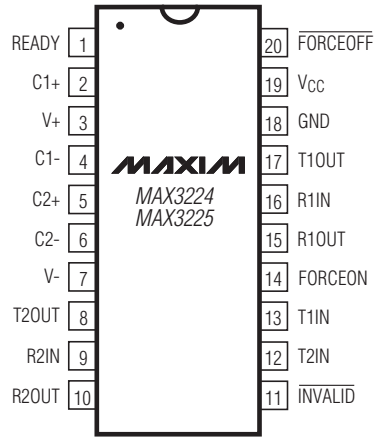 READY 1
C1+ 2
V+ 3
C1- 4
C2+ 5
C2- 6
V- 7
T2OUT 8
R2IN 9
R2OUT 10
MAXIM
MAX3224
MAX3225
20 FORCEOFF
19 VCC
18 GND
17 T1OUT
16 R1IN
15 R1OUT
14 FORCEON
13 T1IN
12 T2IN
11 INVALID